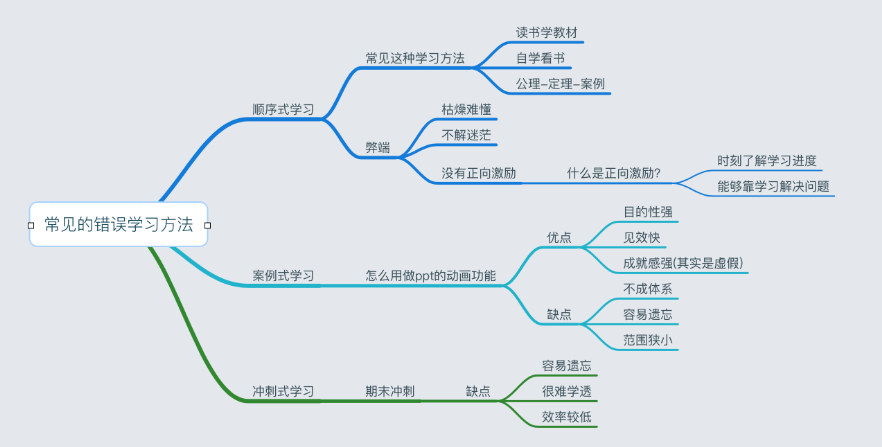 常见的错误学习方法
顺序式学习
常见这种学习方法
读书学教材
自学看书
公理–定理–案例
弊端
枯燥难懂
不解迷茫
没有正向激励
什么是正向激励?
时刻了解学习进度
能够靠学习解决问题
案例式学习
怎么用做ppt的动画功能
优点
目的性强
见效快
成就感强(其实是虚假)
缺点
不成体系
容易遗忘
范围狭小
冲刺式学习
期末冲刺
缺点
容易遗忘
很难学透
效率较低